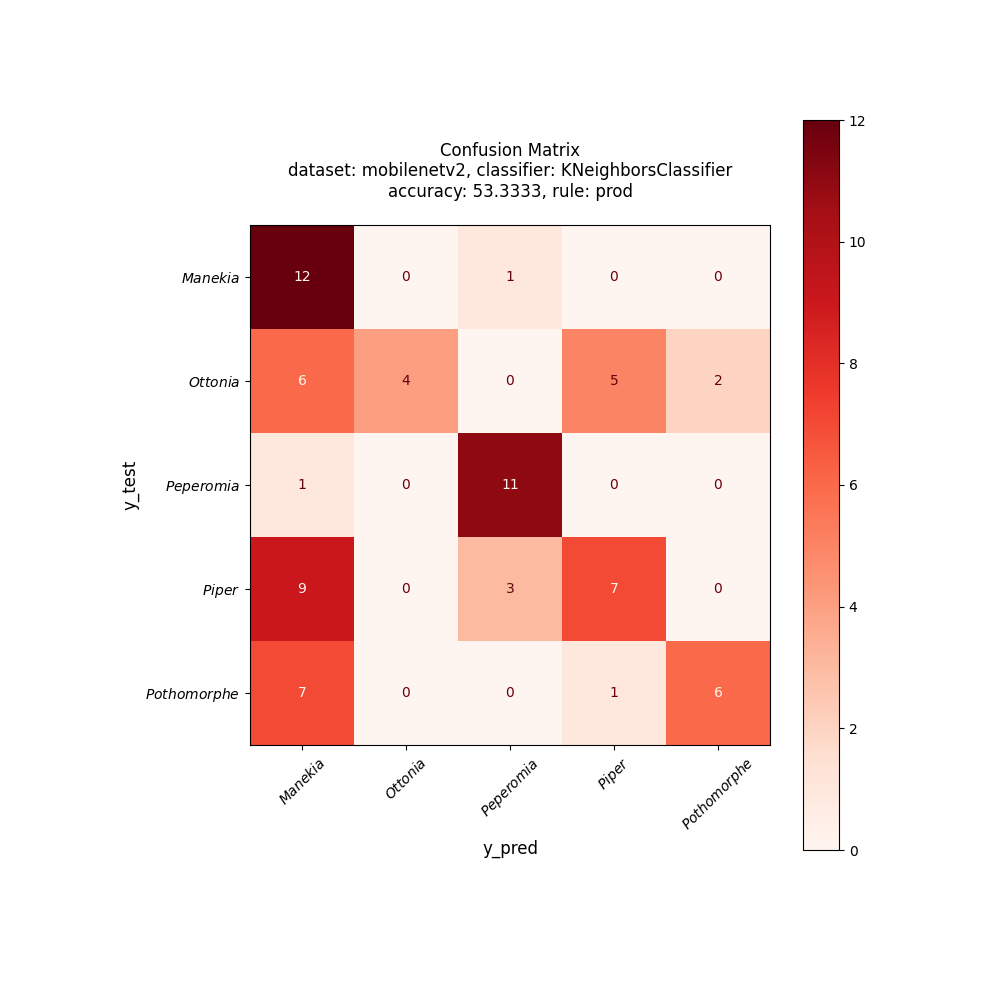 Confusion Matrix
dataset: mobilenetv2, classifier: KNeighborsClassifier
accuracy: 53.3333, rule: prod
y_test
Manekia 12 0 1 0 0
Ottonia 6 4 0 5 2
Peperomia 1 0 11 0 0
Piper 9 0 3 7 0
Pothomorphe 7 0 0 1 6
Manekia Ottonia Peperomia Piper Pothomorphe
y_pred
12
10
8
6
4
2
0